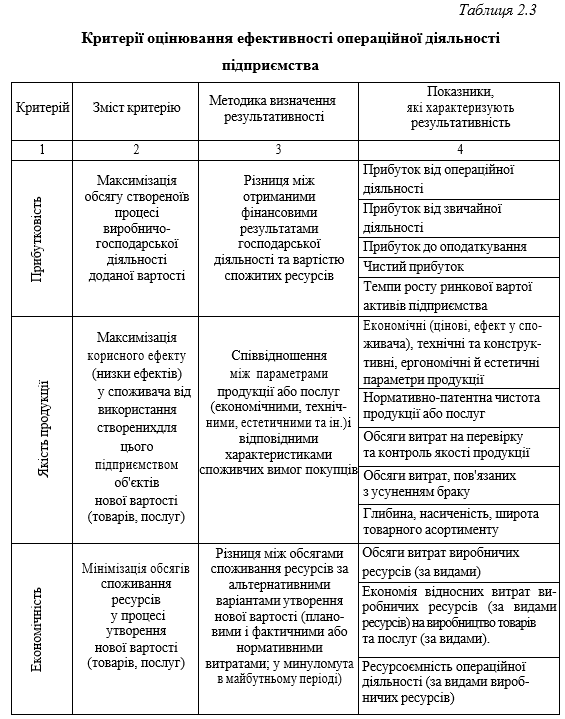 Таблиця 2.3
Критерії оцінювання ефективності операційної діяльності
підприємства
Критерій
Зміст критерію
Методика визначення
результативності
Показники,
які характеризують
результативність
1
2
3
4
Прибутковість
Максимізація
обсягу створеноїв
процесі
виробничо-
господарської
діяльності
доданої вартості
Різниця між
отриманими
фінансовими
результатами
господарської
діяльності та вартістю
спожитих ресурсів
Прибуток від операційної
діяльності
Прибуток від звичайної
діяльності
Прибуток до оподаткування
Чистий прибуток
Темпи росту ринкової вартої
активів підприємства
Якість продукції
Максимізація
корисного ефекту
(низки ефектів)
у споживача від
використання
створенихдля
цього
підприємством
об'єктів
нової вартості
(товарів, послуг)
Співвідношення
між параметрами
продукції або послуг
(економічними, техніч-
ними, естетичними та ін.)і
відповідними
характеристиками
споживчих вимог покупців
Економічні (цінові, ефект у спо-
живача), технічні та конструк-
тивні, ергономічні й естетичні
параметри продукції
Нормативно-патентна чистота
продукції або послуг
Обсяги витрат на перевірку
та контроль якості продукції
Обсяги витрат, пов'язаних
з усуненням браку
Глибина, насиченість, широта
товарного асортименту
Економічність
Мінімізація обсягів
споживання
ресурсів
у процесі
утворення
нової вартості
(товарів, послуг)
Різниця між обсягами
споживання ресурсів за
альтернативними
варіантами утворення
нової вартості (плано-
вими і фактичними або
нормативними
витратами; у минуломута
в майбутньому періоді)
Обсяги витрат виробничих
ресурсів (за видами)
Економія відносних витрат ви-
робничих ресурсів (за видами
ресурсів) на виробництво товарів
та послуг (за видами).
Ресурсоємність операційної
діяльності (за видами вироб-
ничих ресурсів)